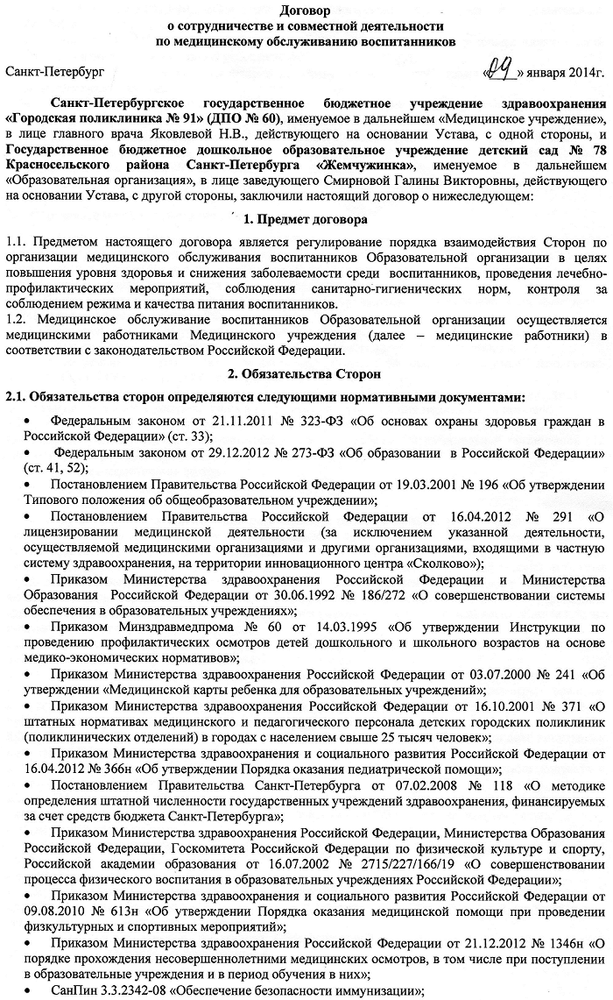 Договор
о сотрудничестве и совместной деятельности
по медицинскому обслуживанию воспитанников
Санкт-Петербург «09» января 2014г.
Санкт-Петербургское государственное бюджетное учреждение здравоохранения
«Городская поликлиника № 91» (ДПО № 60), именуемое в дальнейшем «Медицинское учреждение»,
в лице главного врача Яковлевой Н.В., действующего на основании Устава, с одной стороны, и
Государственное бюджетное дошкольное образовательное учреждение детский сад № 78
Красносельского района Санкт-Петербурга «Жемчужинка», именуемое в дальнейшем
«Образовательная организация», в лице заведующего Смирновой Галины Викторовны, действующего
на основании Устава, с другой стороны, заключили настоящий договор о нижеследующем:
1. Предмет договора
1.1. Предметом настоящего договора является регулирование порядка взаимодействия Сторон по
организации медицинского обслуживания воспитанников Образовательной организации в целях
повышения уровня здоровья и снижения заболеваемости среди воспитанников, проведения лечебно-
профилактических мероприятий, соблюдения санитарно-гигиенических норм, контроля за
соблюдением режима и качества питания воспитанников.
1.2. Медицинское обслуживание воспитанников Образовательной организации осуществляется
медицинскими работниками Медицинского учреждения (далее – медицинские работники) в
соответствии с законодательством Российской Федерации.
2. Обязательства Сторон
2.1. Обязательства сторон определяются следующими нормативными документами:
• Федеральным законом от 21.11.2011 № 323-ФЗ «Об основах охраны здоровья граждан в
Российской Федерации» (ст. 33);
• Федеральным законом от 29.12.2012 № 273-ФЗ «Об образовании в Российской Федерации»
(ст. 41, 52);
• Постановлением Правительства Российской Федерации от 19.03.2001 № 196 «Об утверждении
Типового положения об общеобразовательном учреждении»;
• Постановлением Правительства Российской Федерации от 16.04.2012 № 291 «О
лицензировании медицинской деятельности (за исключением указанной деятельности,
осуществляемой медицинскими организациями и другими организациями, входящими в частную
систему здравоохранения, на территории инновационного центра «Сколково»);
• Приказом Министерства здравоохранения Российской Федерации и Министерства
Образования Российской Федерации от 30.06.1992 № 186/272 «О совершенствовании системы
обеспечения в образовательных учреждениях»;
• Приказом Минздравмедпрома № 60 от 14.03.1995 «Об утверждении Инструкции по
проведению профилактических осмотров детей дошкольного и школьного возрастов на основе
медико-экономических нормативов»;
• Приказом Министерства здравоохранения Российской Федерации от 03.07.2000 № 241 «Об
утверждении «Медицинской карты ребенка для образовательных учреждений»;
• Приказом Министерства здравоохранения Российской Федерации от 16.10.2001 № 371 «О
штатных нормативах медицинского и педагогического персонала детских городских поликлиник
(поликлинических отделений) в городах с населением свыше 25 тысяч человек»;
• Приказом Министерства здравоохранения и социального развития Российской Федерации от
16.04.2012 № 366н «Об утверждении Порядка оказания педиатрической помощи»;
• Постановлением Правительства Санкт-Петербурга от 07.02.2008 № 118 «О методике
определения штатной численности государственных учреждений здравоохранения, финансируемых
за счет средств бюджета Санкт-Петербурга»;
• Приказом Министерства здравоохранения Российской Федерации, Министерства Образования
Российской Федерации, Госкомитета Российской Федерации по физической культуре и спорту,
Российской академии образования от 16.07.2002 № 2715/227/166/19 «О совершенствовании
процесса физического воспитания в образовательных учреждениях Российской Федерации»;
• Приказом Министерства здравоохранения и социального развития Российской Федерации от
09.08.2010 № 613н «Об утверждении Порядка оказания медицинской помощи при проведении
физкультурных и спортивных мероприятий»;
• Приказом Министерства здравоохранения Российской Федерации от 21.12.2012 № 1346н «О
порядке прохождения несовершеннолетними медицинских осмотров, в том числе при поступлении
в образовательные учреждения и в период обучения в них»;
• СанПин 3.3.2342-08 «Обеспечение безопасности иммунизации»;